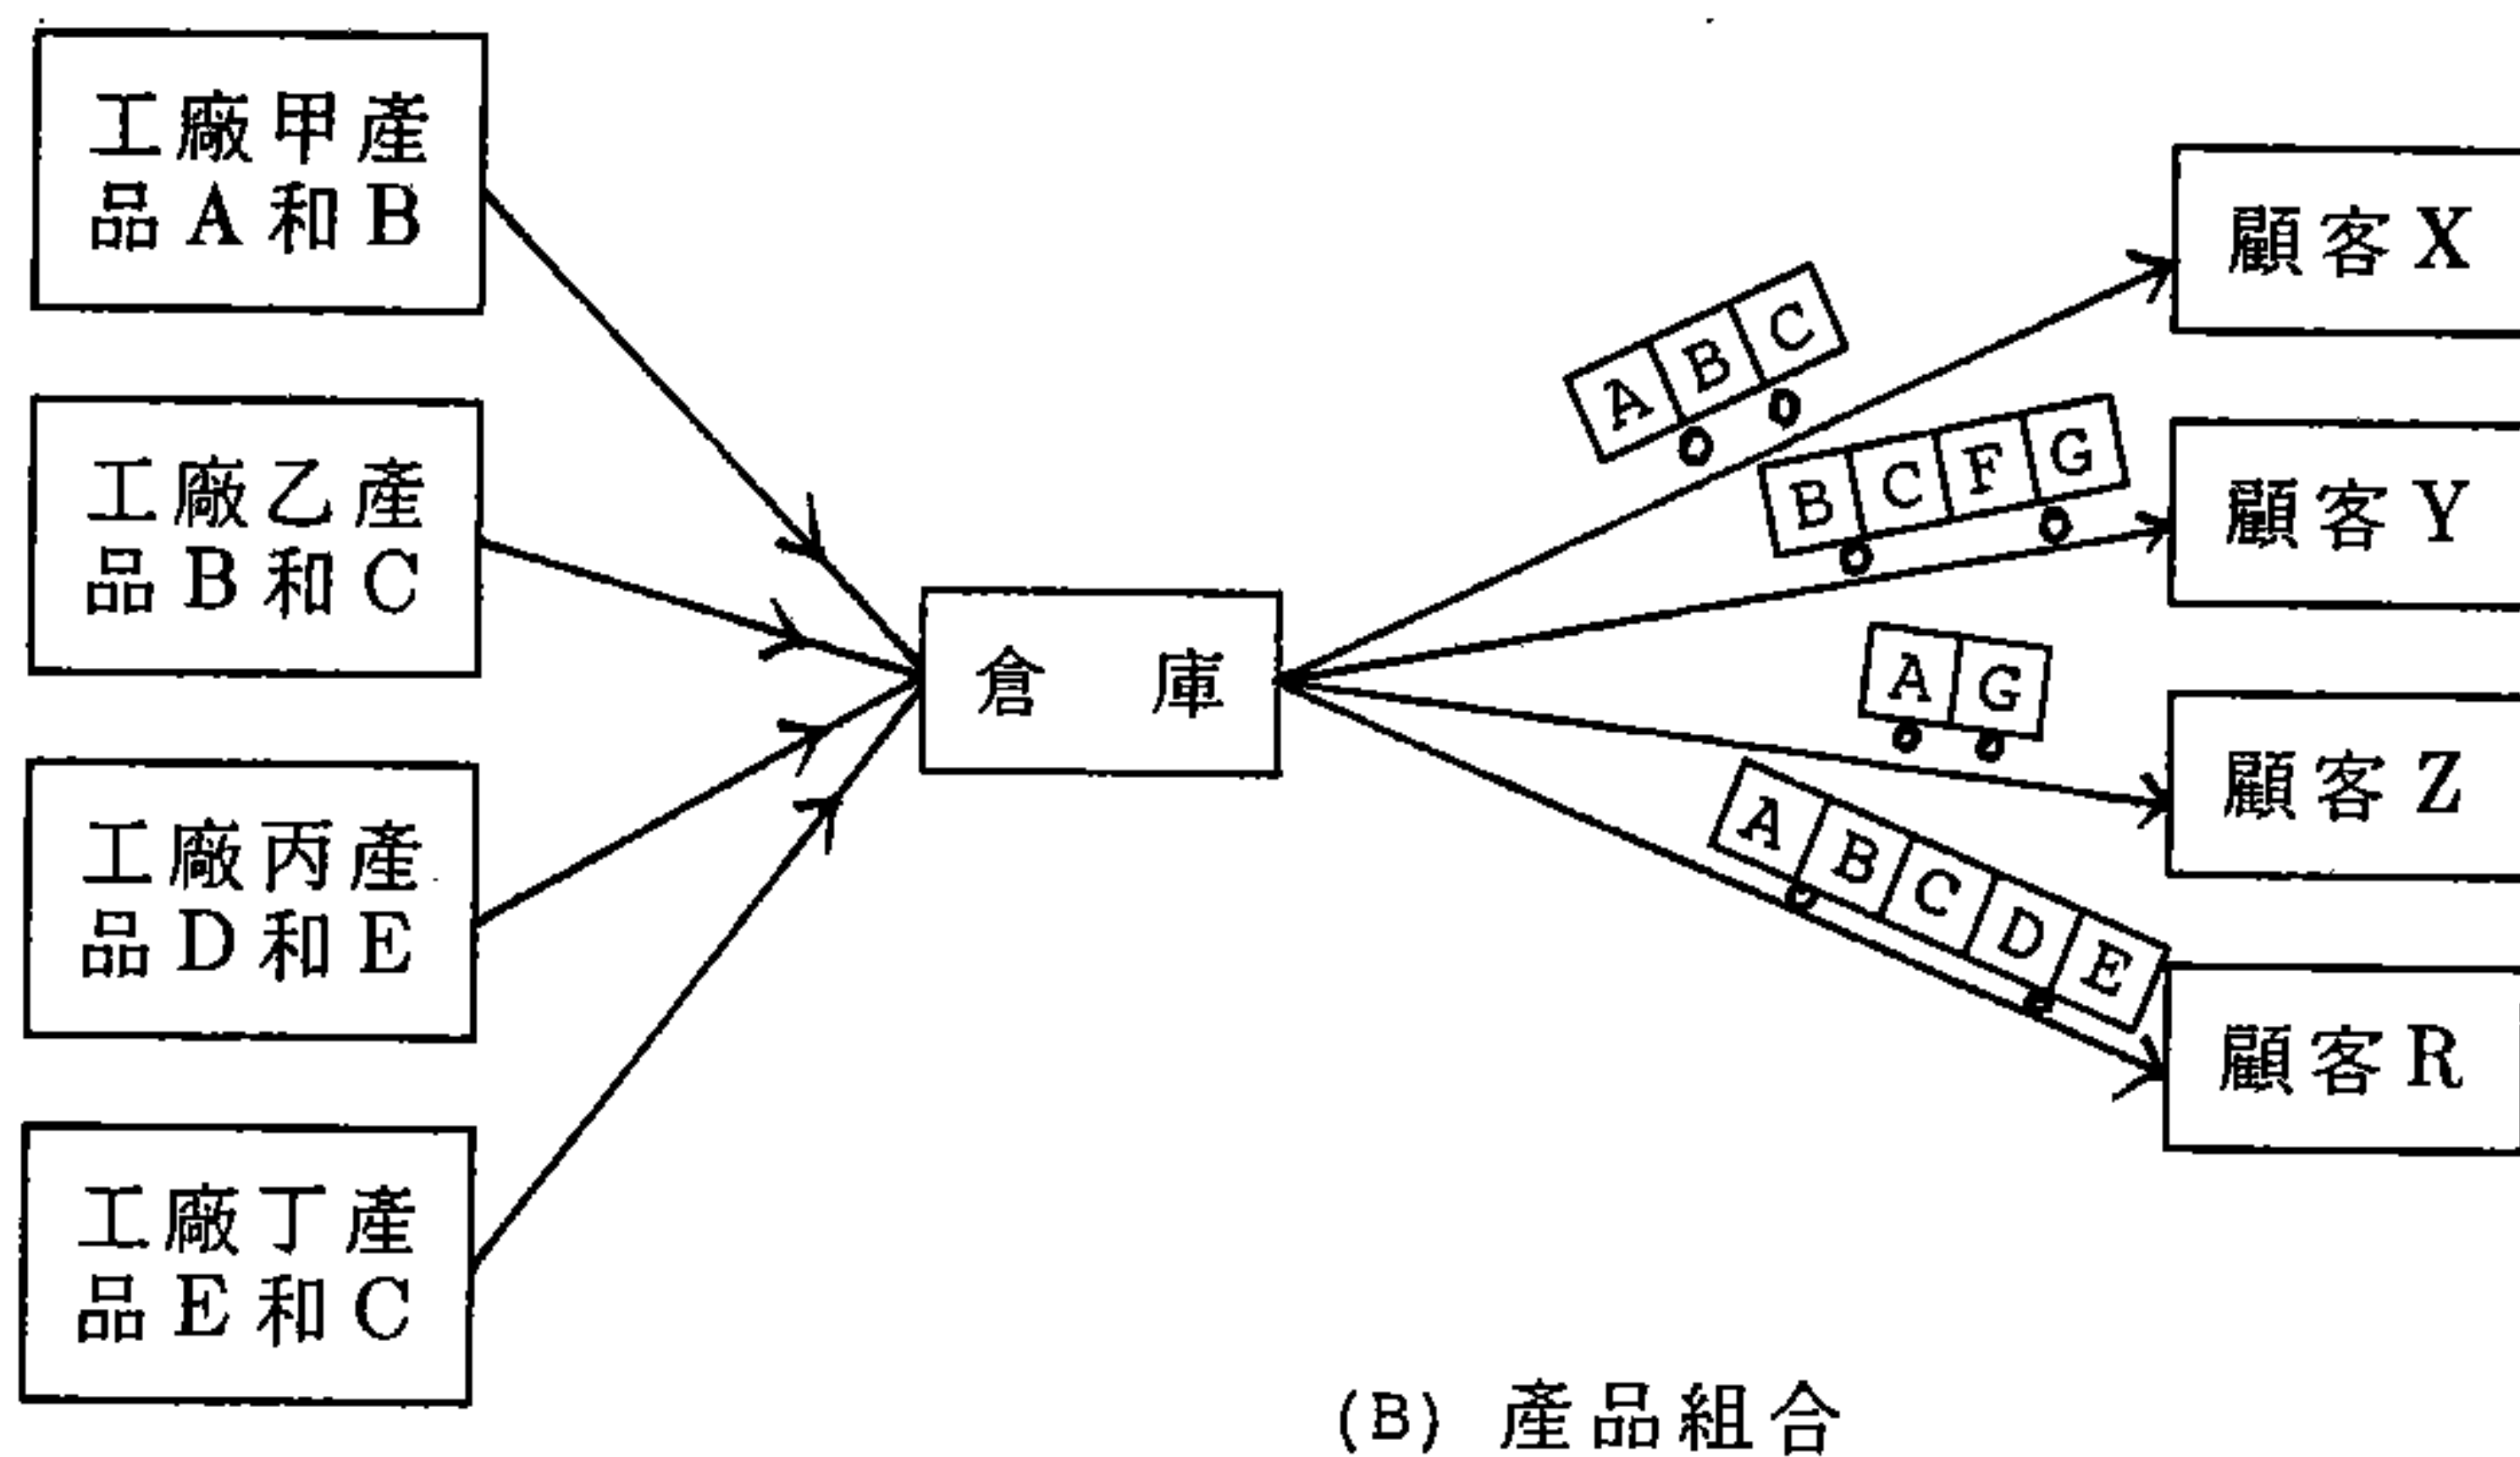 工廠甲產
品A和B
工廠乙產
品B和C
工廠丙產
品D和E
工廠丁產
品E和C
倉庫
A B C
B C F G
A G
A B C D E
顧客X
顧客Y
顧客Z
顧客R
(B) 產品組合